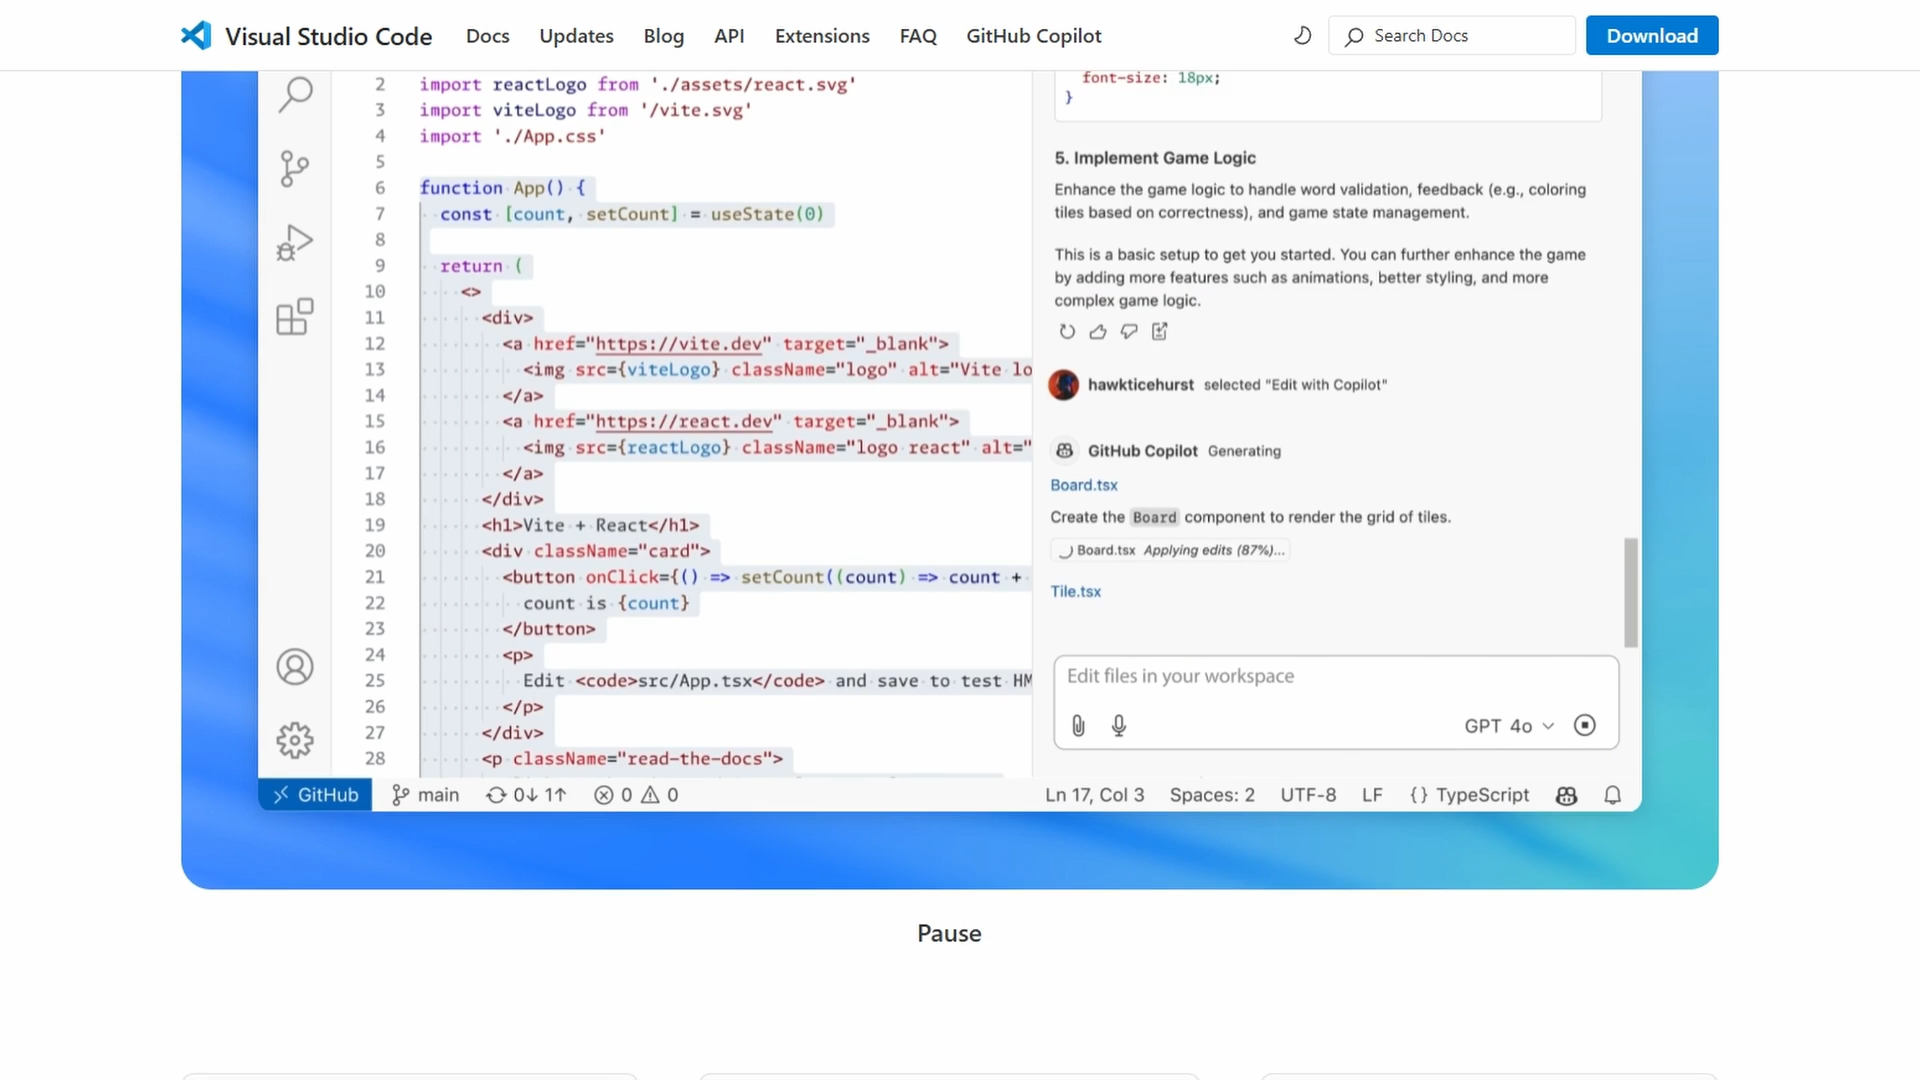 Visual Studio Code Docs Updates Blog API Extensions FAQ GitHub Copilot Search Docs Download
2 import reactLogo from './assets/react.svg'
3 import viteLogo from '/vite.svg'
4 import './App.css'
5
6 function App() {
7 const [count, setCount] = useState(0)
8
9 return (
10 <>
11 <div>
12 <a href="https://vite.dev" target="_blank">
13 <img src={viteLogo} className="logo" alt="Vite lo
14 </a>
15 <a href="https://react.dev" target="_blank">
16 <img src={reactLogo} className="logo react" alt="
17 </a>
18 </div>
19 <h1>Vite + React</h1>
20 <div className="card">
21 <button onClick={() => setCount((count) => count +
22 count is {count}
23 </button>
24 <p>
25 Edit <code>src/App.tsx</code> and save to test HM
26 </p>
27 </div>
28 <p className="read-the-docs">
font-size: 18px;
}
5. Implement Game Logic
Enhance the game logic to handle word validation, feedback (e.g., coloring
tiles based on correctness), and game state management.
This is a basic setup to get you started. You can further enhance the game
by adding more features such as animations, better styling, and more
complex game logic.
hawkticehurst selected "Edit with Copilot"
GitHub Copilot Generating
Board.tsx
Create the Board component to render the grid of tiles.
Board.tsx Applying edits (87%)...
Tile.tsx
Edit files in your workspace
GPT 4o
GitHub main 0↓ 1↑ 0 0 Ln 17, Col 3 Spaces: 2 UTF-8 LF {} TypeScript
Pause